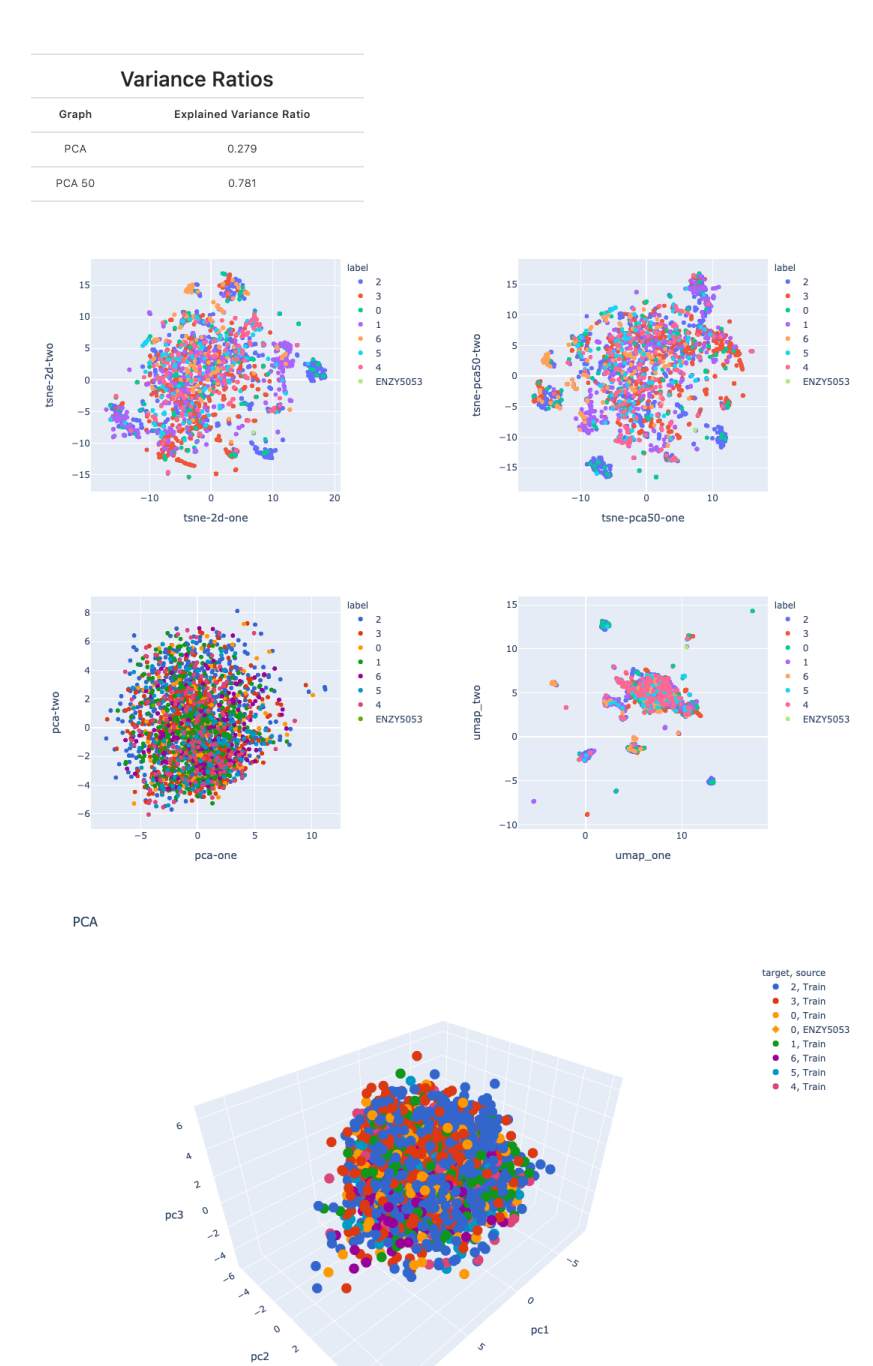 Variance Ratios
Graph Explained Variance Ratio
PCA 0.279
PCA 50 0.781
label
2
3
0
1
6
5
4
ENZY5053
15
10
5
0
−5
−10
−15
tsne-2d-two
−10 0 10 20
tsne-2d-one
label
2
3
0
1
6
5
4
ENZY5053
15
10
5
0
−5
−10
−15
tsne-pca50-two
−10 0 10
tsne-pca50-one
label
2
3
0
1
6
5
4
ENZY5053
8
6
4
2
0
−2
−4
−6
pca-two
−5 0 5 10
pca-one
label
2
3
0
1
6
5
4
ENZY5053
15
10
5
0
−5
−10
umap_two
0 10
umap_one
PCA
target, source
2, Train
3, Train
0, Train
0, ENZY5053
1, Train
6, Train
5, Train
4, Train
6
4
2
0
−2
−4
−6
pc3
−4
−2
0
2
pc2
−5
0
5
pc1